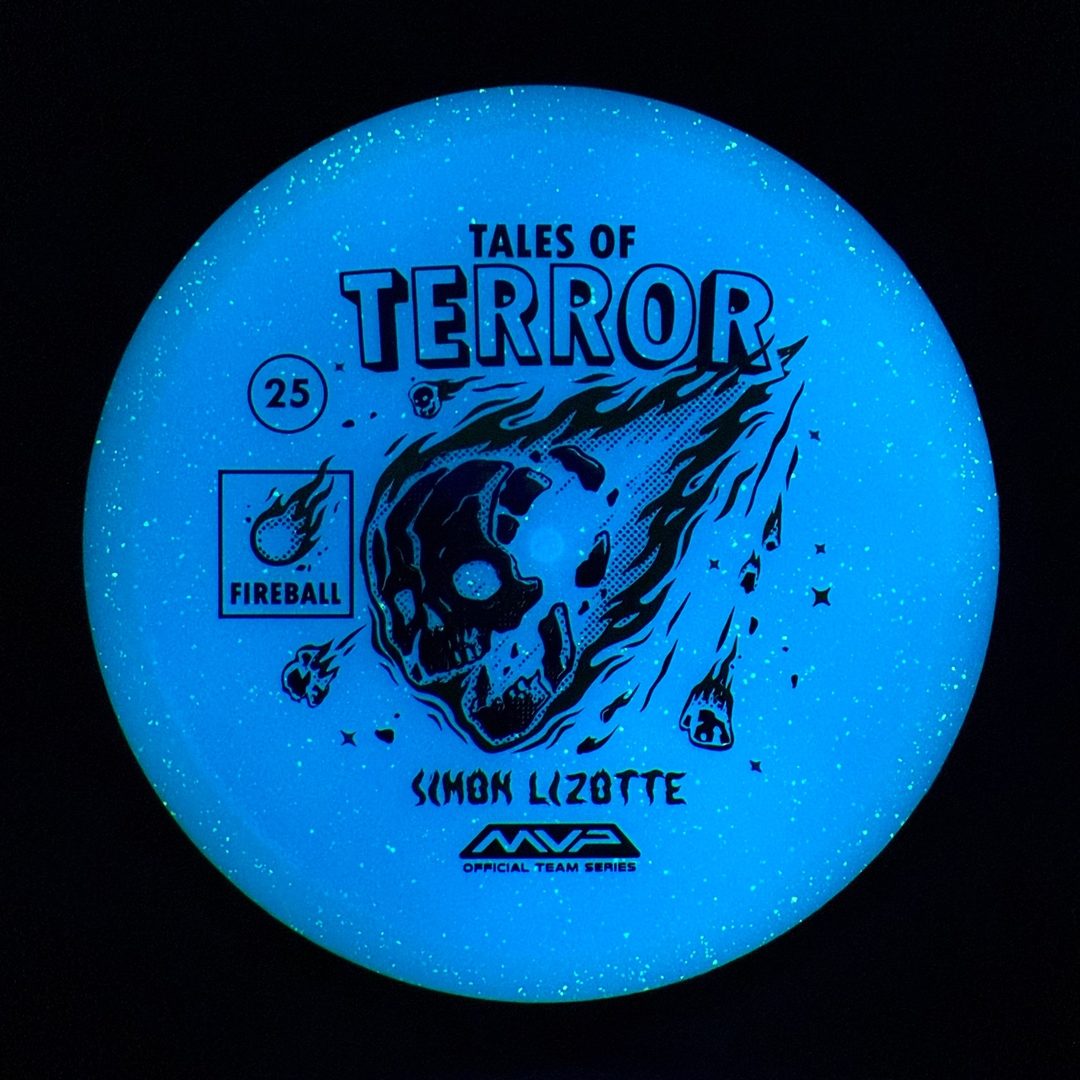 TALES OF
TERROR
25
FIREBALL
SIMON LIZOTTE
MVP
OFFICIAL TEAM SERIES